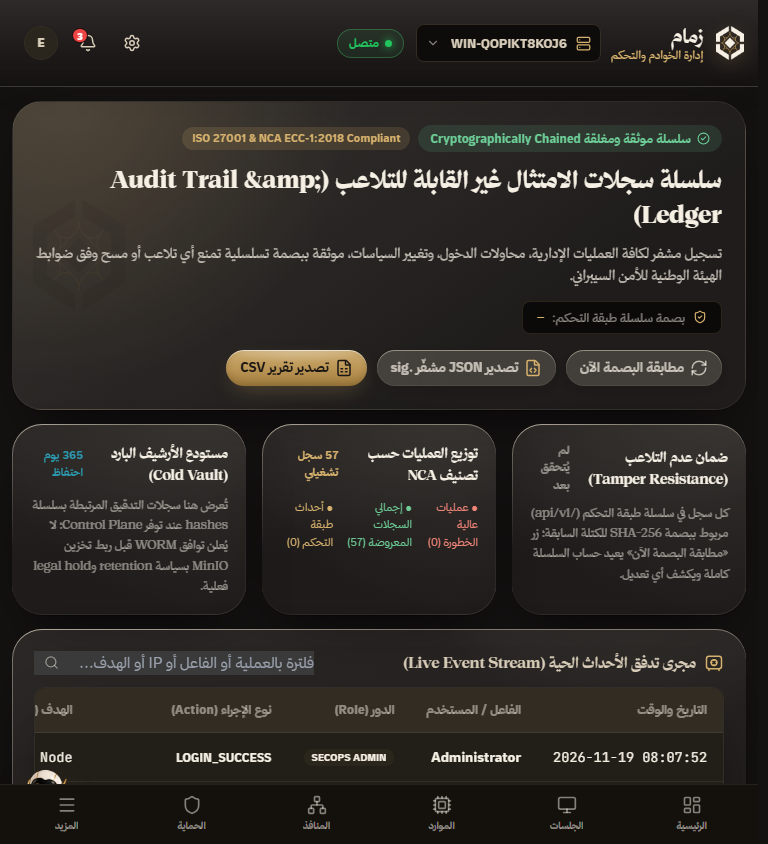 زمام
إدارة الخوادم والتحكم
WIN-QOPIKT8KOJ6
متصل
3
E
سلسلة موثقة ومغلقة Cryptographically Chained
ISO 27001 & NCA ECC-1:2018 Compliant
سلسلة سجلات الامتثال غير القابلة للتلاعب (Audit Trail &amp;
Ledger)
تسجيل مشفر لكافة العمليات الإدارية، محاولات الدخول، وتغيير السياسات، موثقة ببصمة تسلسلية تمنع أي تلاعب أو مسح وفق ضوابط
الهيئة الوطنية للأمن السيبراني.
بصمة سلسلة طبقة التحكم: —
مطابقة البصمة الآن
تصدير JSON مشفّر .sig
تصدير تقرير CSV
ضمان عدم التلاعب
(Tamper Resistance)
لم
يُتحقق
بعد
كل سجل في سلسلة طبقة التحكم (/api/v1)
مربوط ببصمة SHA-256 للكتلة السابقة؛ زر
«مطابقة البصمة الآن» يعيد حساب السلسلة
كاملة ويكشف أي تعديل.
توزيع العمليات حسب
تصنيف NCA
57 سجل
تشغيلي
● عمليات
عالية
الخطورة (0)
● إجمالي
السجلات
المعروضة (57)
● أحداث
طبقة
التحكم (0)
مستودع الأرشيف البارد
(Cold Vault)
365 يوم
احتفاظ
تُعرض هنا سجلات التدقيق المرتبطة بسلسلة
hashes عند توفر Control Plane؛ لا
يُعلن توافق WORM قبل ربط تخزين
MinIO بسياسة retention وlegal hold
فعلية.
مجرى تدفق الأحداث الحية (Live Event Stream)
فلترة بالعملية أو الفاعل أو IP أو الهدف...
التاريخ والوقت
الفاعل / المستخدم
الدور (Role)
نوع الإجراء (Action)
الهدف (
2026-11-19 08:07:52
Administrator
SECOPS ADMIN
LOGIN_SUCCESS
Node
الرئيسية
الجلسات
الموارد
المنافذ
الحماية
المزيد